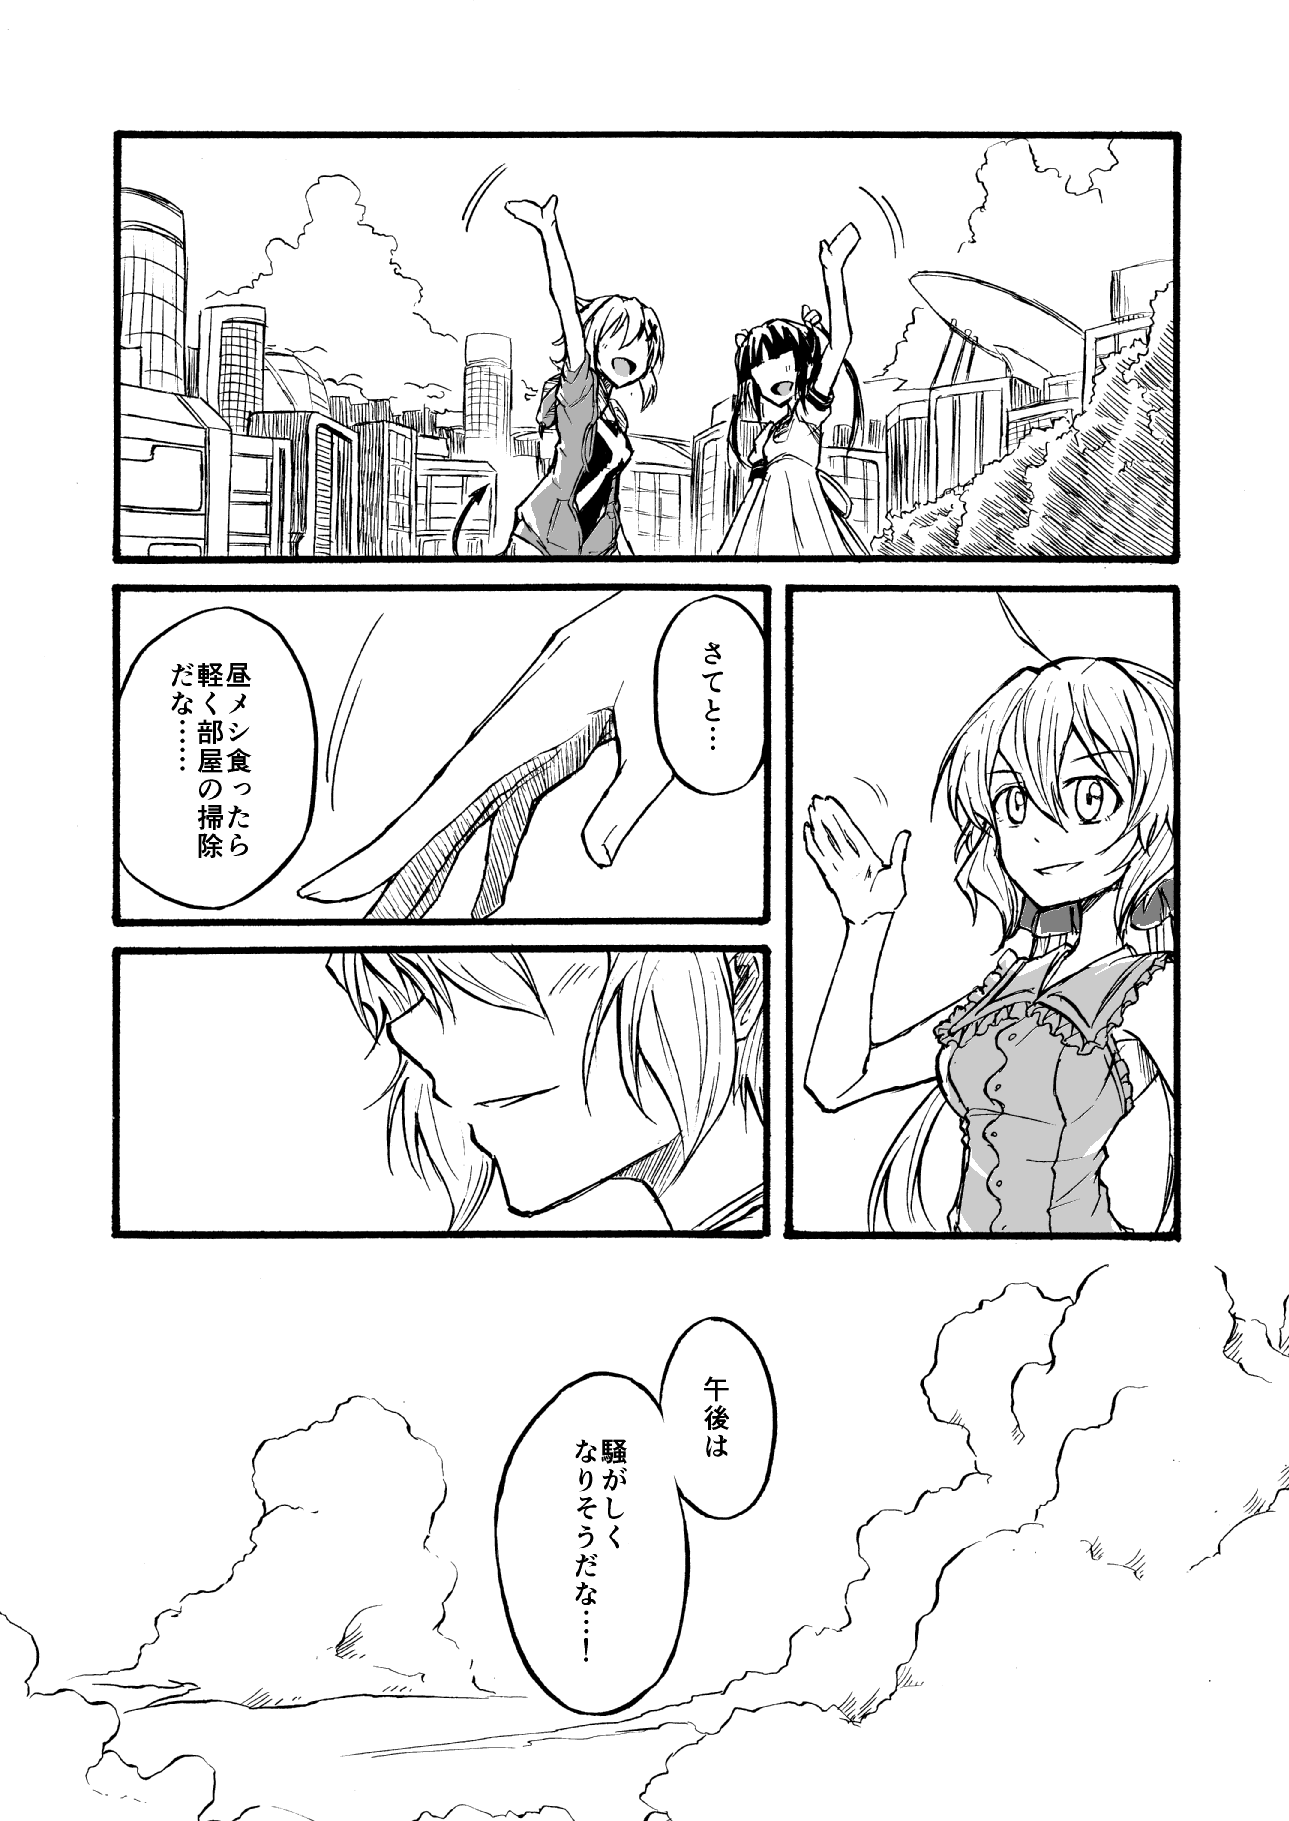 さてと…
昼メシ食ったら
軽く部屋の掃除
だな……
午後は
騒がしく
なりそうだな…！